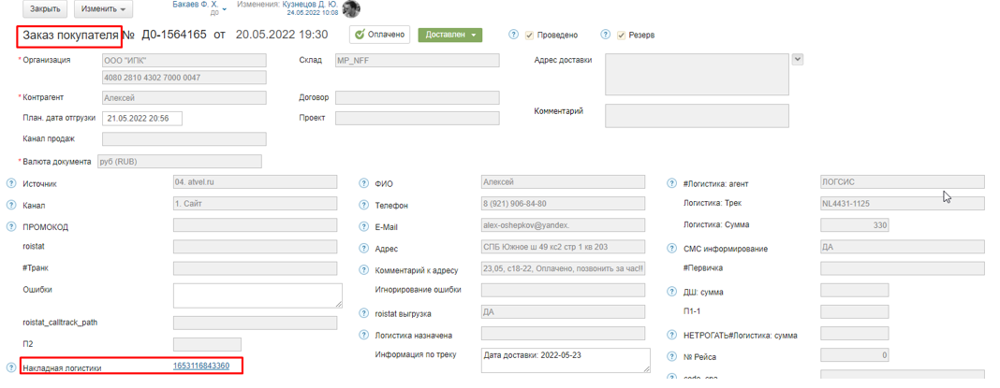 Закрыть Изменить Бакаев Ф. Х. Изменения: Кузнецов Д. Ю.
до 24.05.2022 10:08
Заказ покупателя № Д0-1564165 от 20.05.2022 19:30 Оплачено Доставлен ? Проведено ? Резерв
* Организация ООО "ИПК" Склад MP_NFF Адрес доставки
4080 2810 4302 7000 0047
* Контрагент Алексей Договор
Комментарий
План. дата отгрузки 21.05.2022 20:56 Проект
Канал продаж
* Валюта документа руб (RUB)
? Источник 04. atvel.ru ? ФИО Алексей ? #Логистика: агент ЛОГСИС
? Канал 1. Сайт ? Телефон 8 (921) 906-84-80 Логистика: Трек NL4431-1125
? ПРОМОКОД ? E-Mail alex-oshepkov@yandex. Логистика: Сумма 330
roistat ? Адрес СПБ Южное ш 49 кс2 стр 1 кв 203 ? СМС информирование ДА
#Транк ? Комментарий к адресу 23,05, с18-22, Оплачено, позвонить за час!! #Первичка
Ошибки Игнорирование ошибки ? ДШ: сумма
? roistat выгрузка ДА П1-1
roistat_calltrack_path ? Логистика назначена ? НЕТРОГАТЬ#Логистика: сумма
П2 Информация по треку Дата доставки: 2022-05-23 ? № Рейса 0
? Накладная логистики 1653116843360